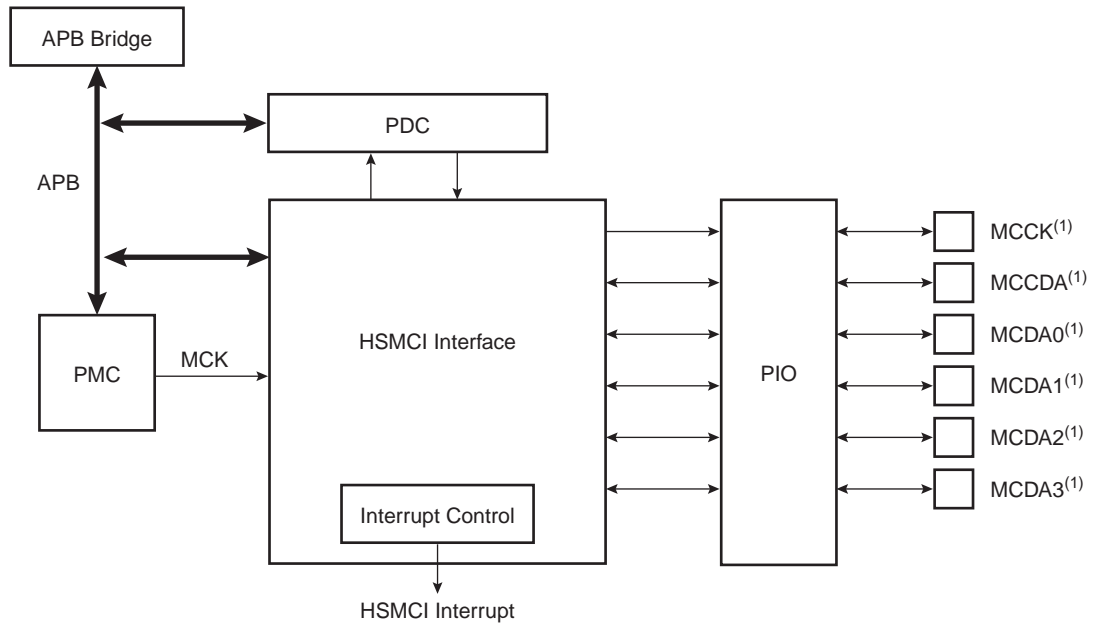 APB Bridge
PDC
APB
MCCK(1)
MCCDA(1)
HSMCI Interface
MCDA0(1)
MCK
PMC
PIO
MCDA1(1)
MCDA2(1)
MCDA3(1)
Interrupt Control
HSMCI Interrupt